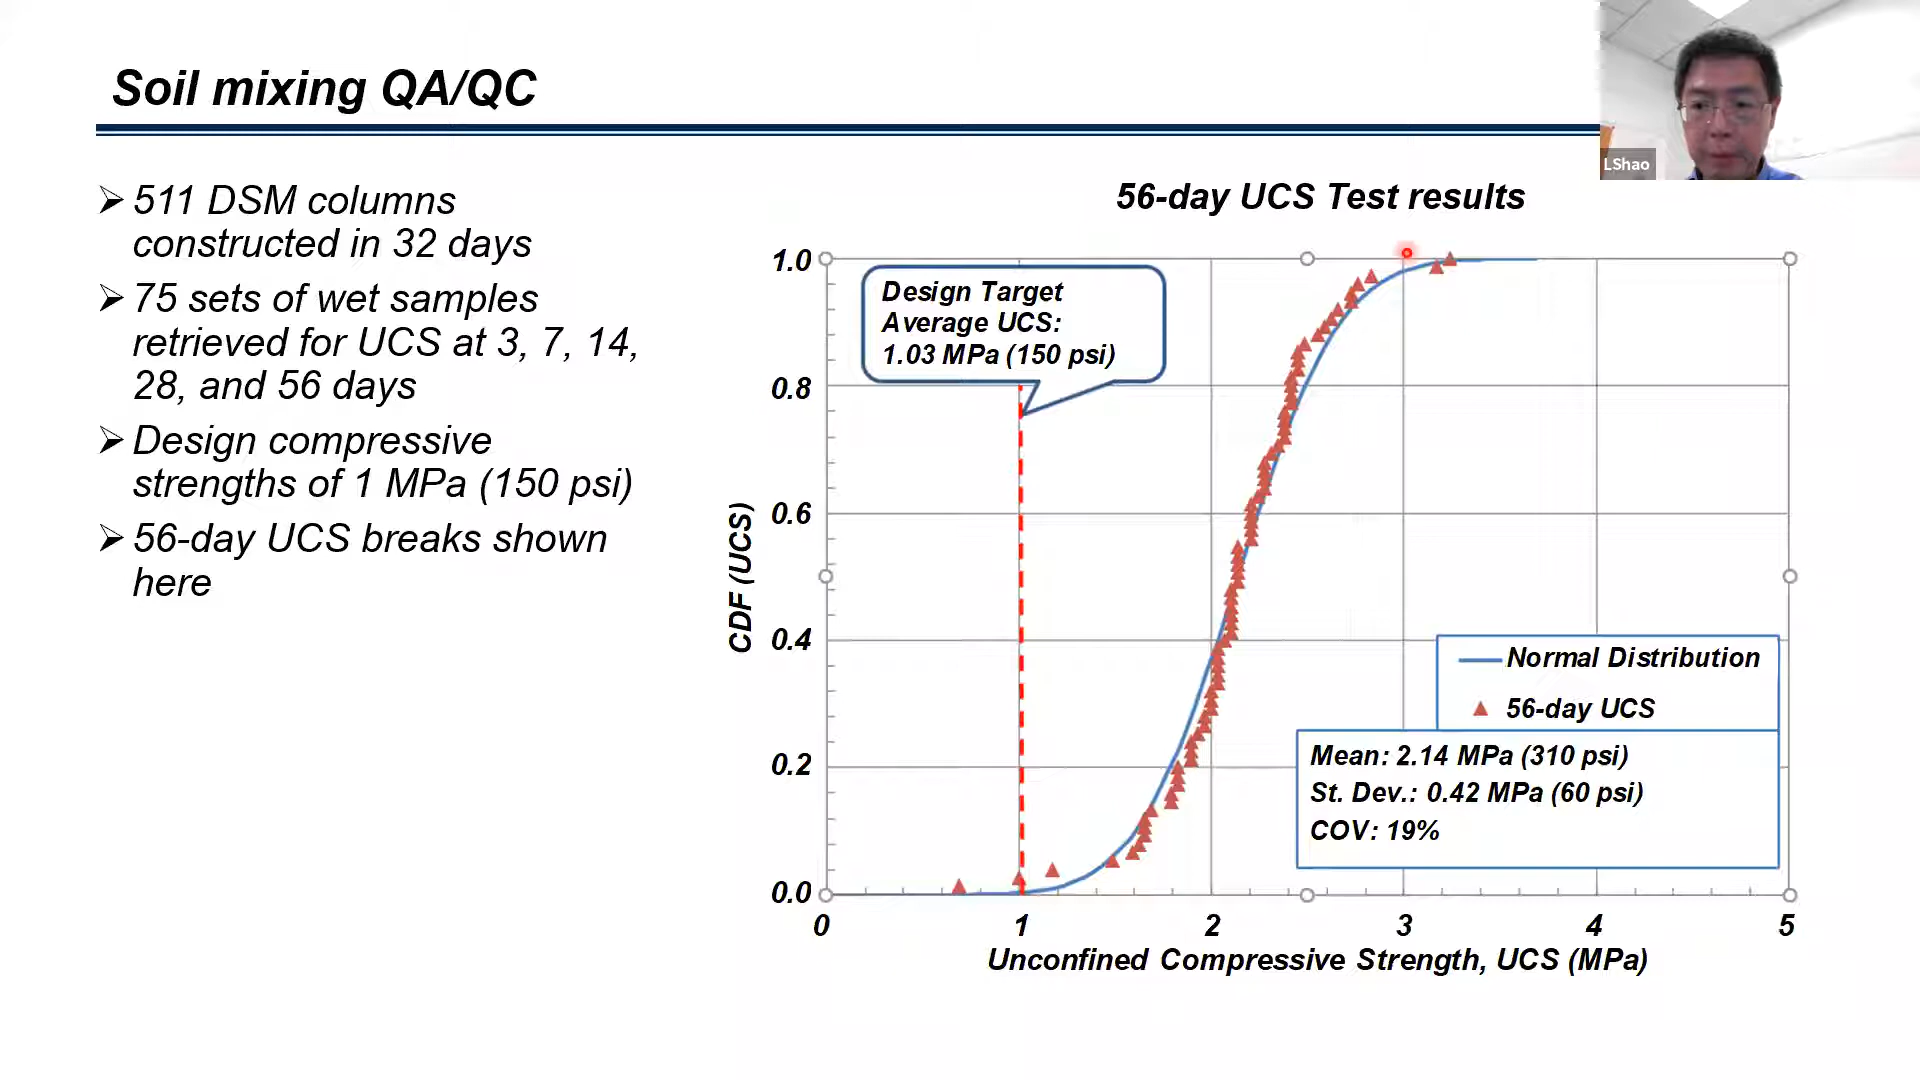 Soil mixing QA/QC
LShao
511 DSM columns
constructed in 32 days
75 sets of wet samples
retrieved for UCS at 3, 7, 14,
28, and 56 days
Design compressive
strengths of 1 MPa (150 psi)
56-day UCS breaks shown
here
56-day UCS Test results
Design Target
Average UCS:
1.03 MPa (150 psi)
CDF (UCS)
1.0
0.8
0.6
0.4
0.2
0.0
Normal Distribution
56-day UCS
Mean: 2.14 MPa (310 psi)
St. Dev.: 0.42 MPa (60 psi)
COV: 19%
0 1 2 3 4 5
Unconfined Compressive Strength, UCS (MPa)